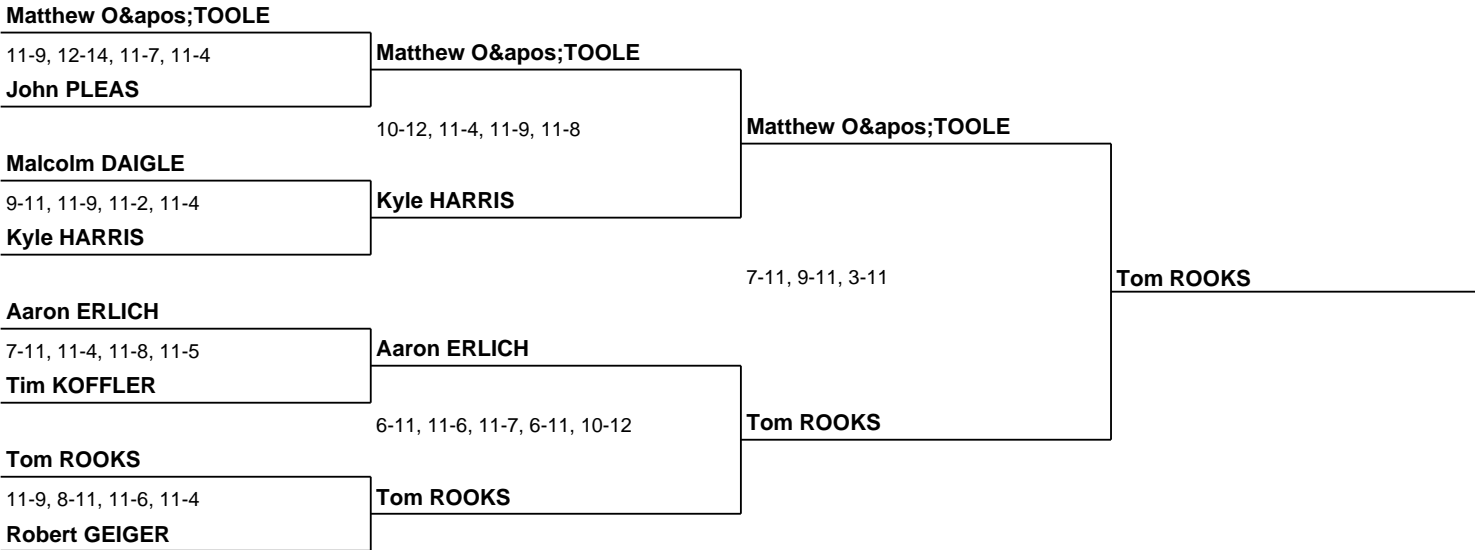 Matthew O&apos;TOOLE
11-9, 12-14, 11-7, 11-4
John PLEAS
Malcolm DAIGLE
9-11, 11-9, 11-2, 11-4
Kyle HARRIS
Aaron ERLICH
7-11, 11-4, 11-8, 11-5
Tim KOFFLER
Tom ROOKS
11-9, 8-11, 11-6, 11-4
Robert GEIGER
Matthew O&apos;TOOLE
10-12, 11-4, 11-9, 11-8
Kyle HARRIS
Aaron ERLICH
6-11, 11-6, 11-7, 6-11, 10-12
Tom ROOKS
Matthew O&apos;TOOLE
7-11, 9-11, 3-11
Tom ROOKS
Tom ROOKS